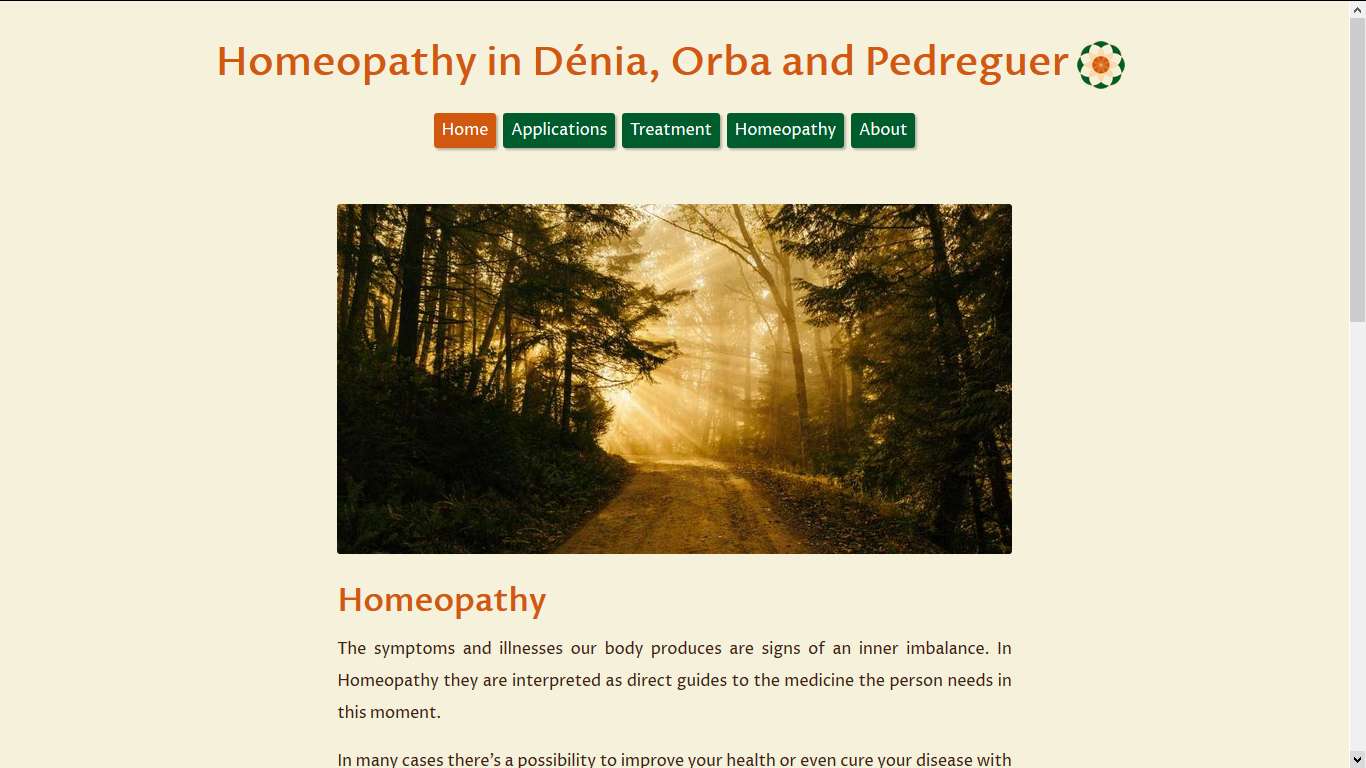 Homeopathy in Dénia, Orba and Pedreguer
Home Applications Treatment Homeopathy About
Homeopathy
The symptoms and illnesses our body produces are signs of an inner imbalance. In
Homeopathy they are interpreted as direct guides to the medicine the person needs in
this moment.
In many cases there's a possibility to improve your health or even cure your disease with